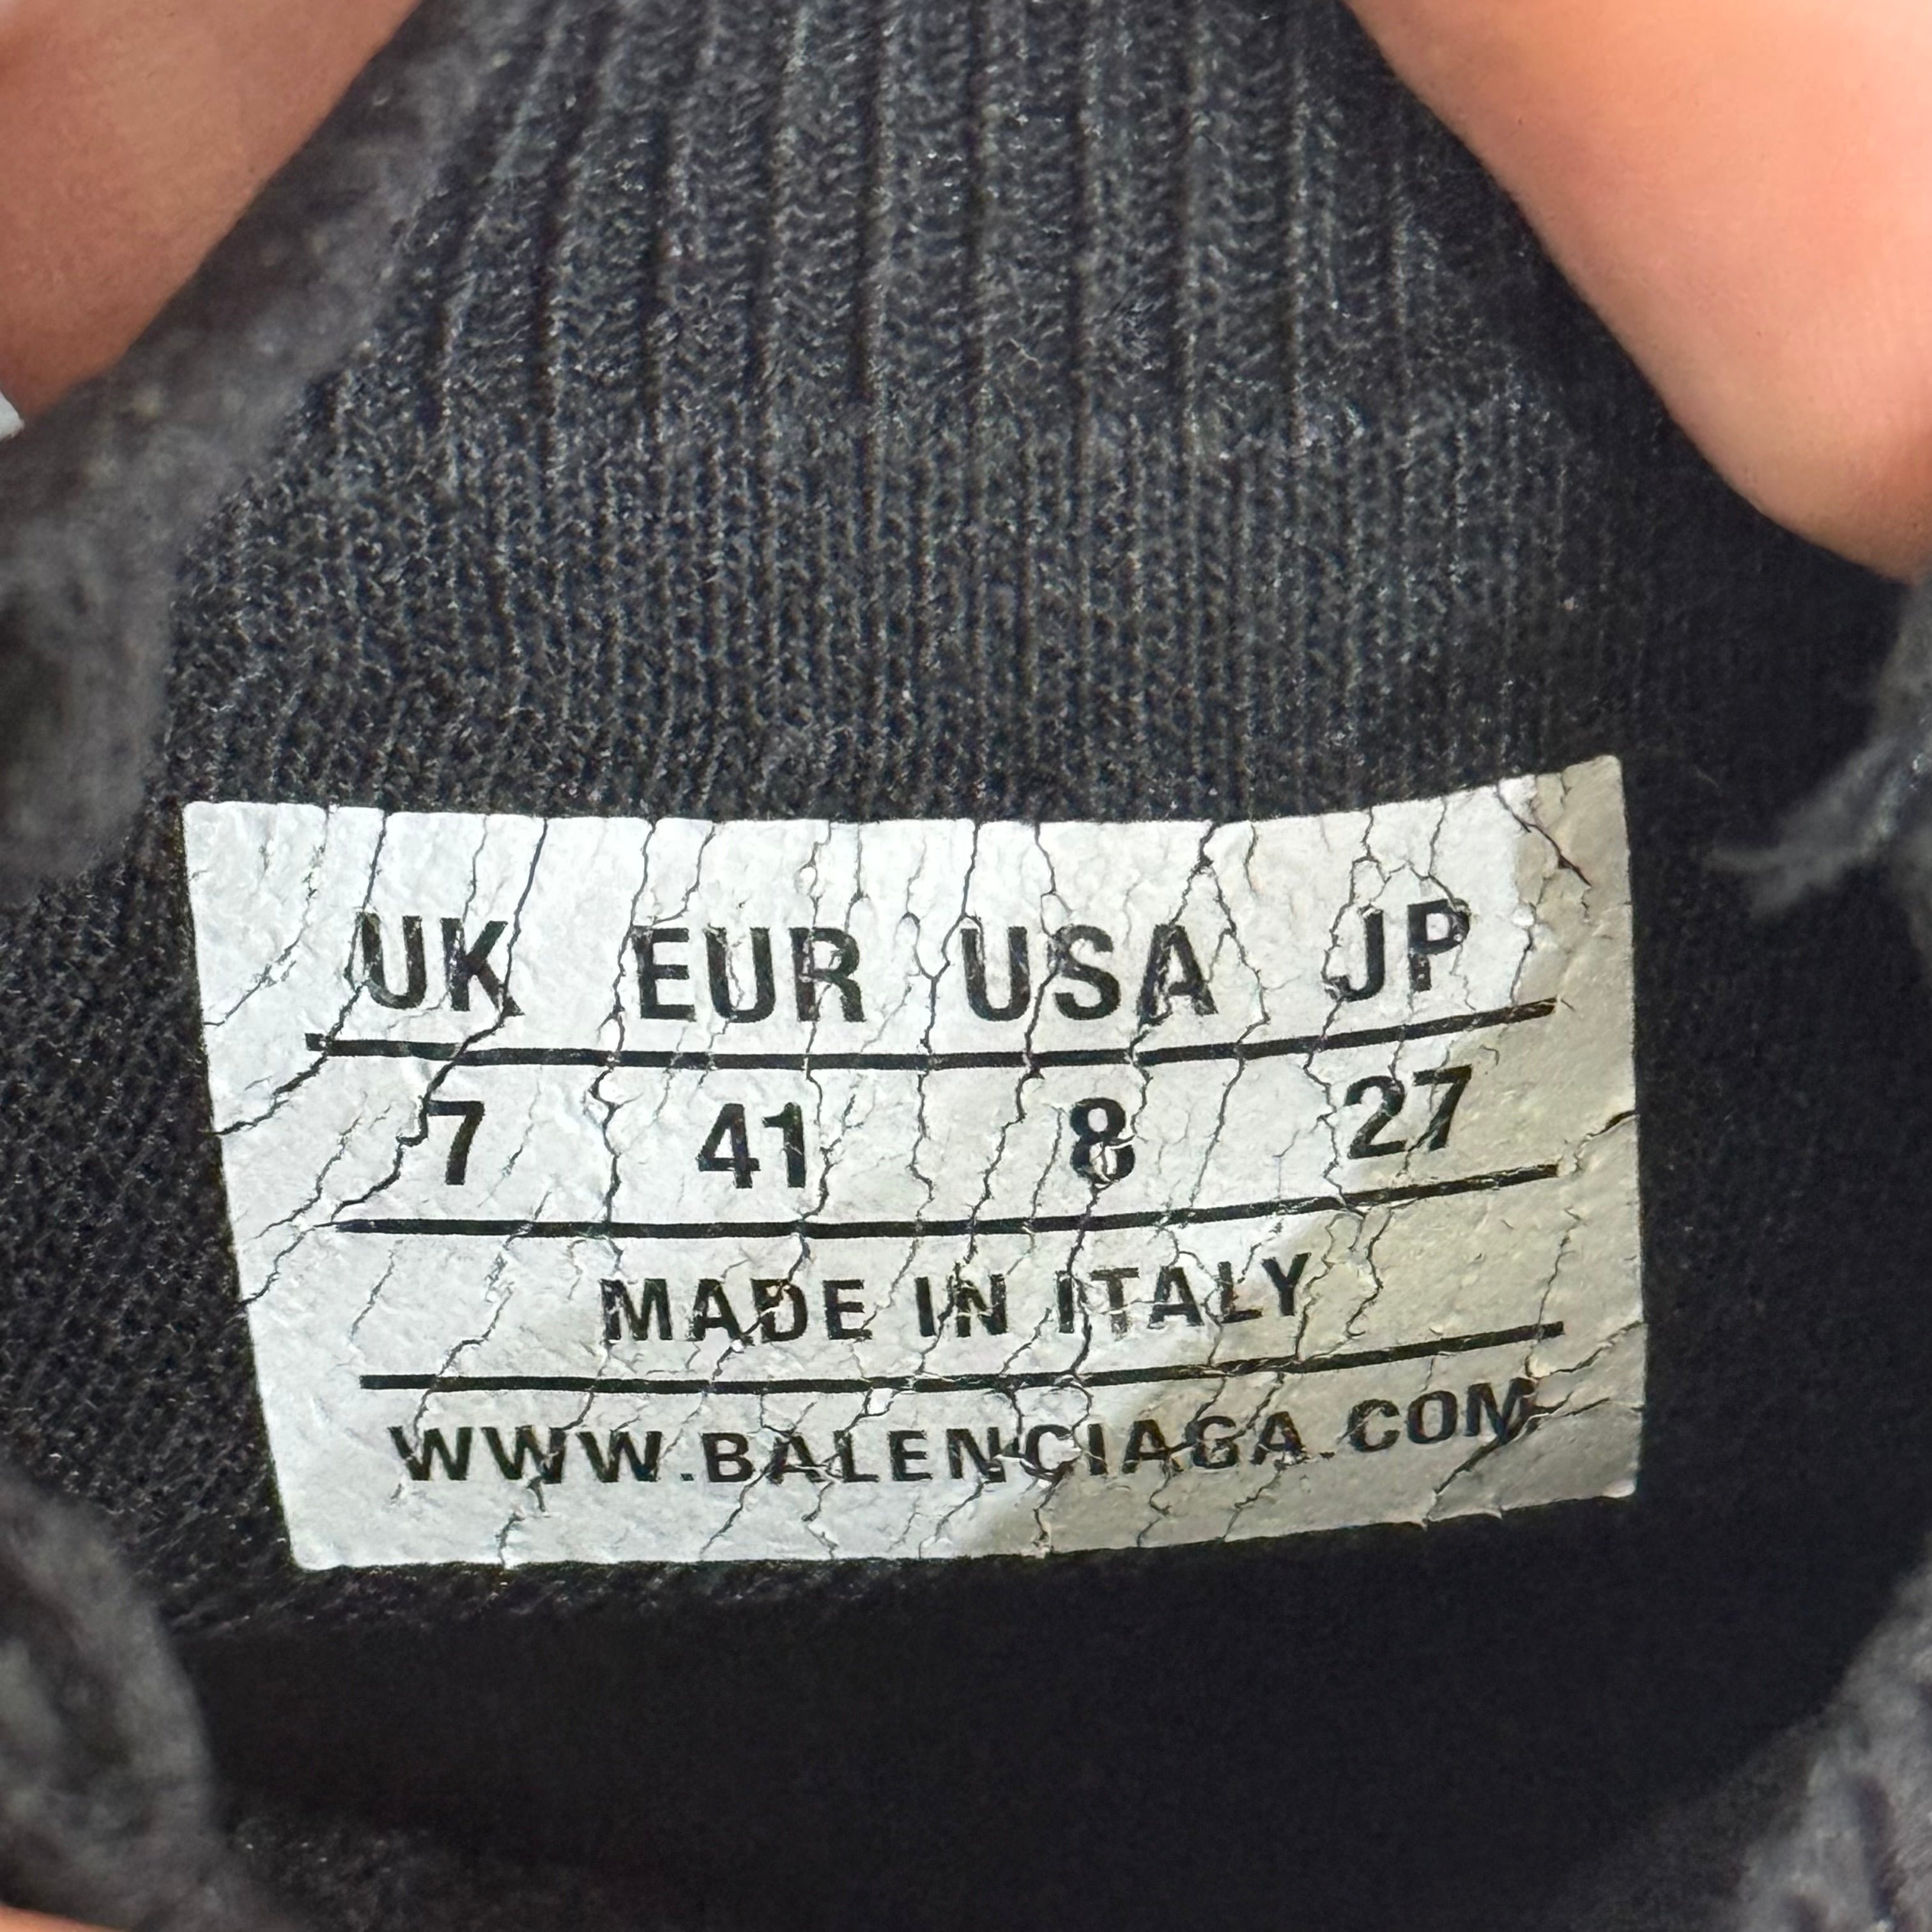 UK EUR USA JP
7 41 8 27
MADE IN ITALY
WWW.BALENCIAGA.COM